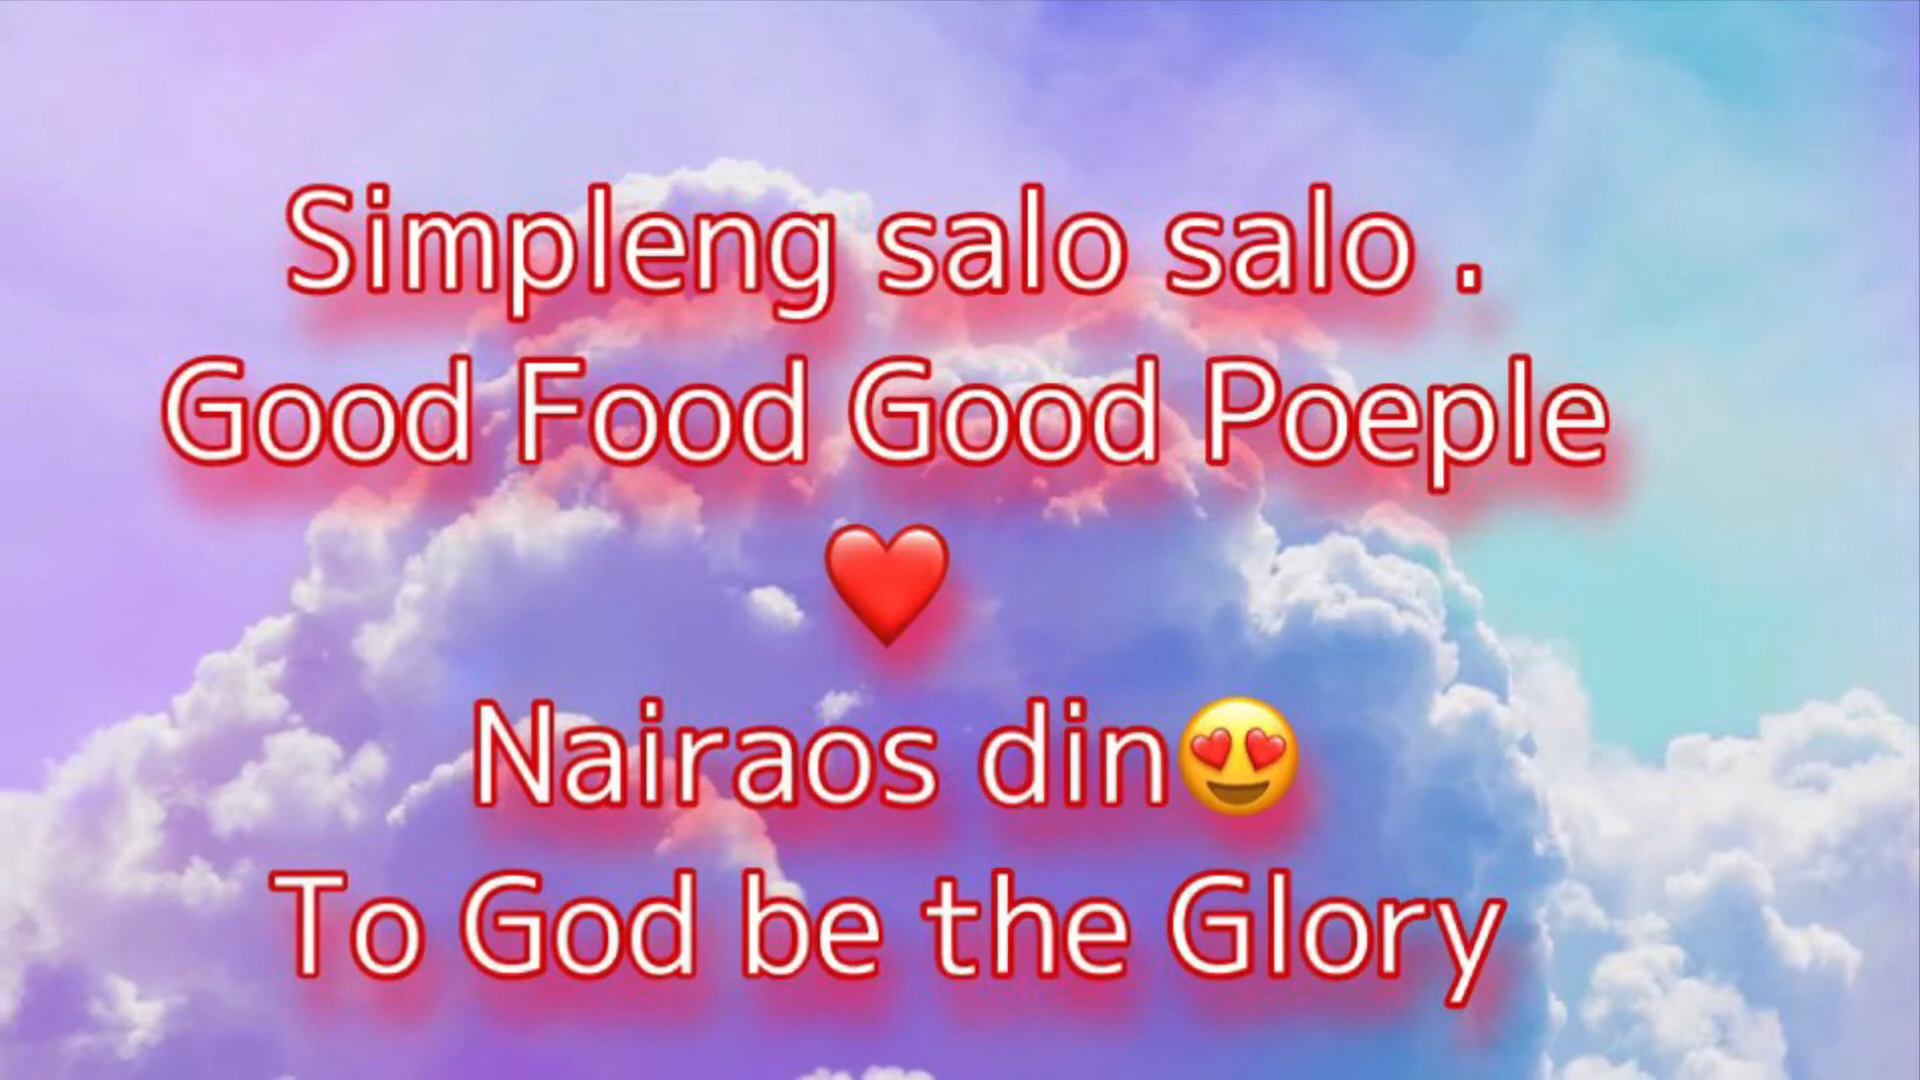 Simpleng salo salo .
Good Food Good Poeple
❤️
Nairaos din😍
To God be the Glory